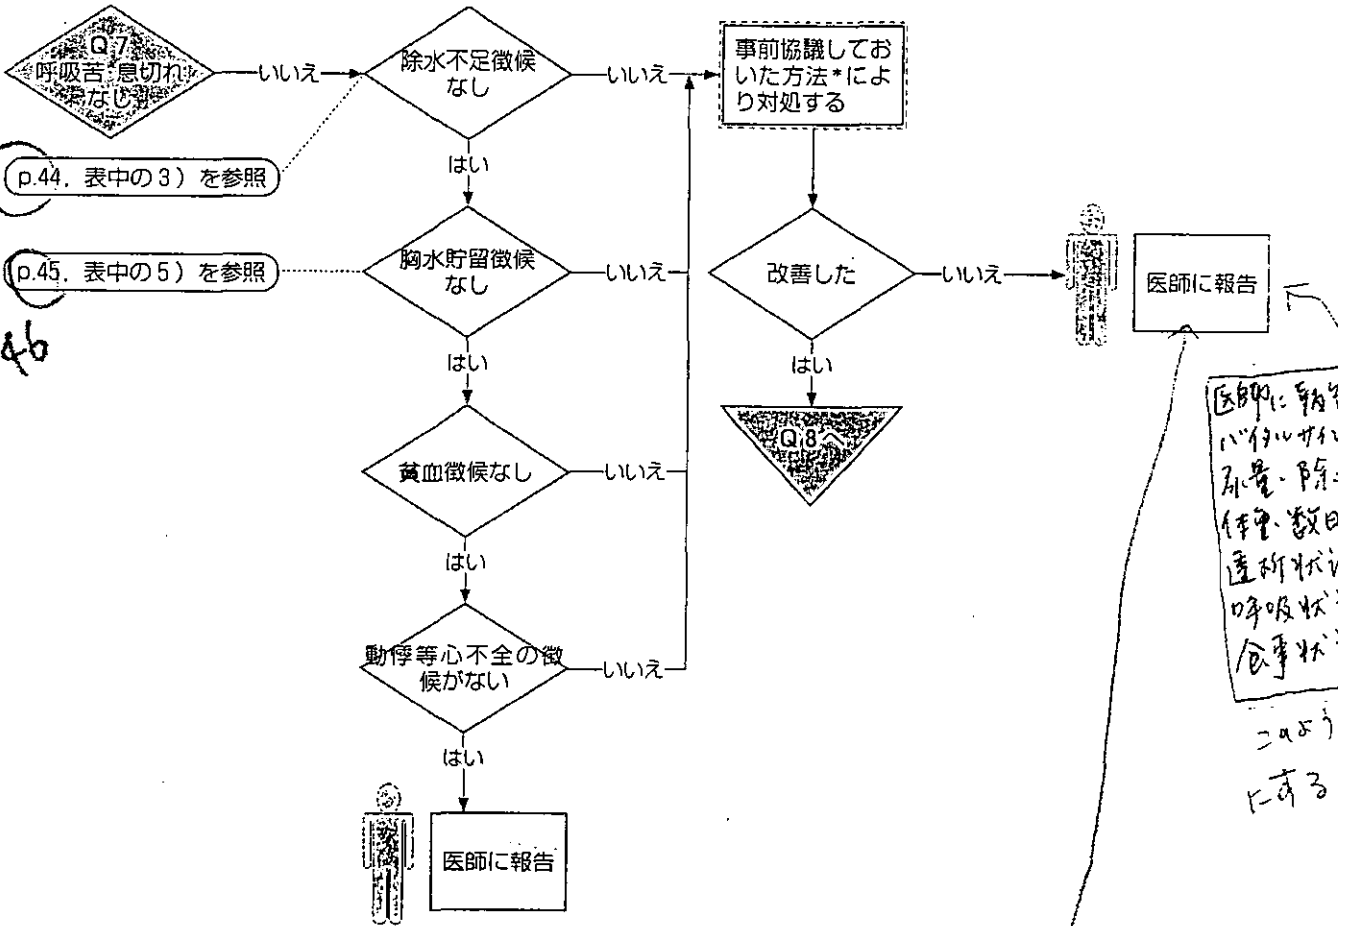 Q7
呼吸苦・息切れ
なし
いいえ
除水不足徴候
なし
いいえ
事前協議してお
いた方法*によ
り対処する
p.44, 表中の3）を参照
はい
p.45, 表中の5）を参照
46
胸水貯留徴候
なし
いいえ
改善した
いいえ
医師に報告
はい
はい
Q8へ
貧血徴候なし
いいえ
はい
動悸等心不全の徴
候がない
いいえ
はい
医師に報告
医師に報告
バイタルサイン
尿量・除
体重・数日
透析状
呼吸状
食事状
このよう
にする